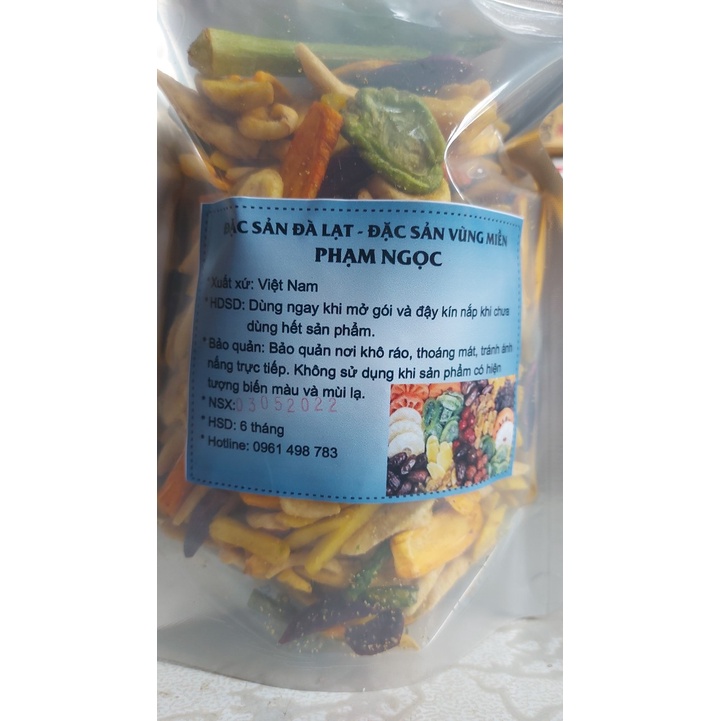 ĐẶC SẢN ĐÀ LẠT - ĐẶC SẢN VÙNG MIỀN
PHẠM NGỌC
* Xuất xứ: Việt Nam
* HDSD: Dùng ngay khi mở gói và đậy kín nắp khi chưa
dùng hết sản phẩm.
* Bảo quản: Bảo quản nơi khô ráo, thoáng mát, tránh ánh
nắng trực tiếp. Không sử dụng khi sản phẩm có hiện
tượng biến màu và mùi lạ.
* NSX: 03052022
* HSD: 6 tháng
* Hotline: 0961 498 783